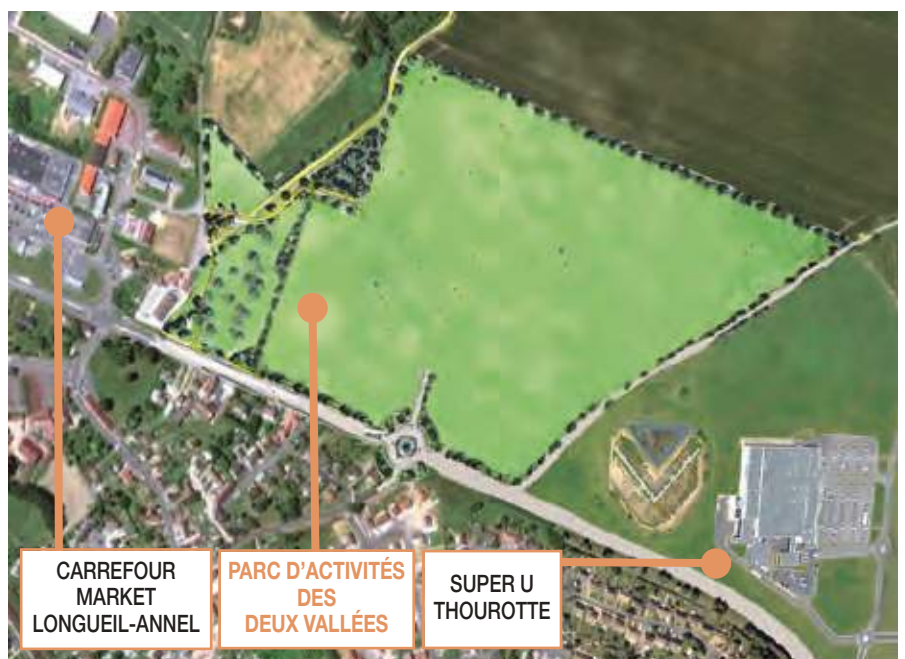 CARREFOUR
MARKET
LONGUEIL-ANNEL
PARC D'ACTIVITÉS
DES
DEUX VALLÉES
SUPER U
THOUROTTE